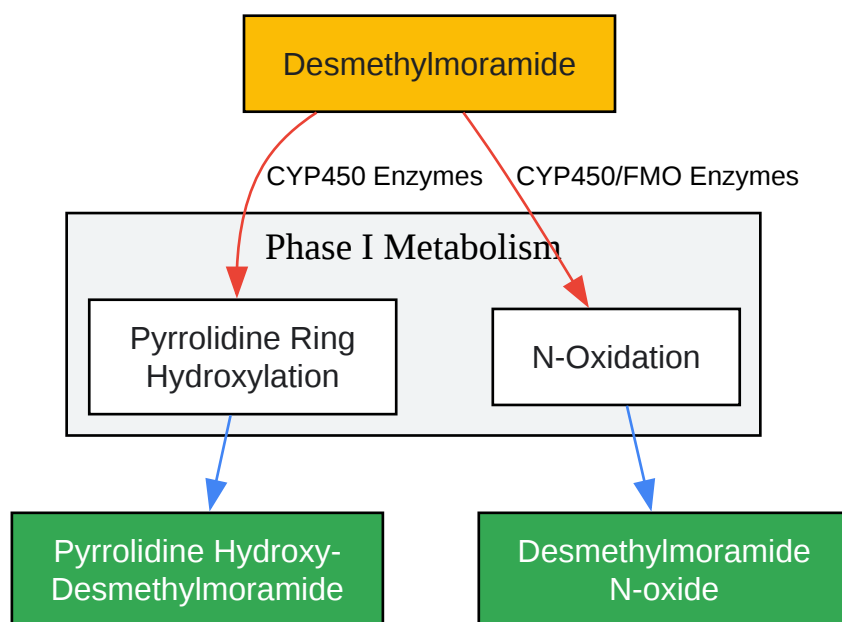 Desmethylmoramide
CYP450 Enzymes
CYP450/FMO Enzymes
Phase I Metabolism
Pyrrolidine Ring
Hydroxylation
N-Oxidation
Pyrrolidine Hydroxy-
Desmethylmoramide
Desmethylmoramide
N-oxide